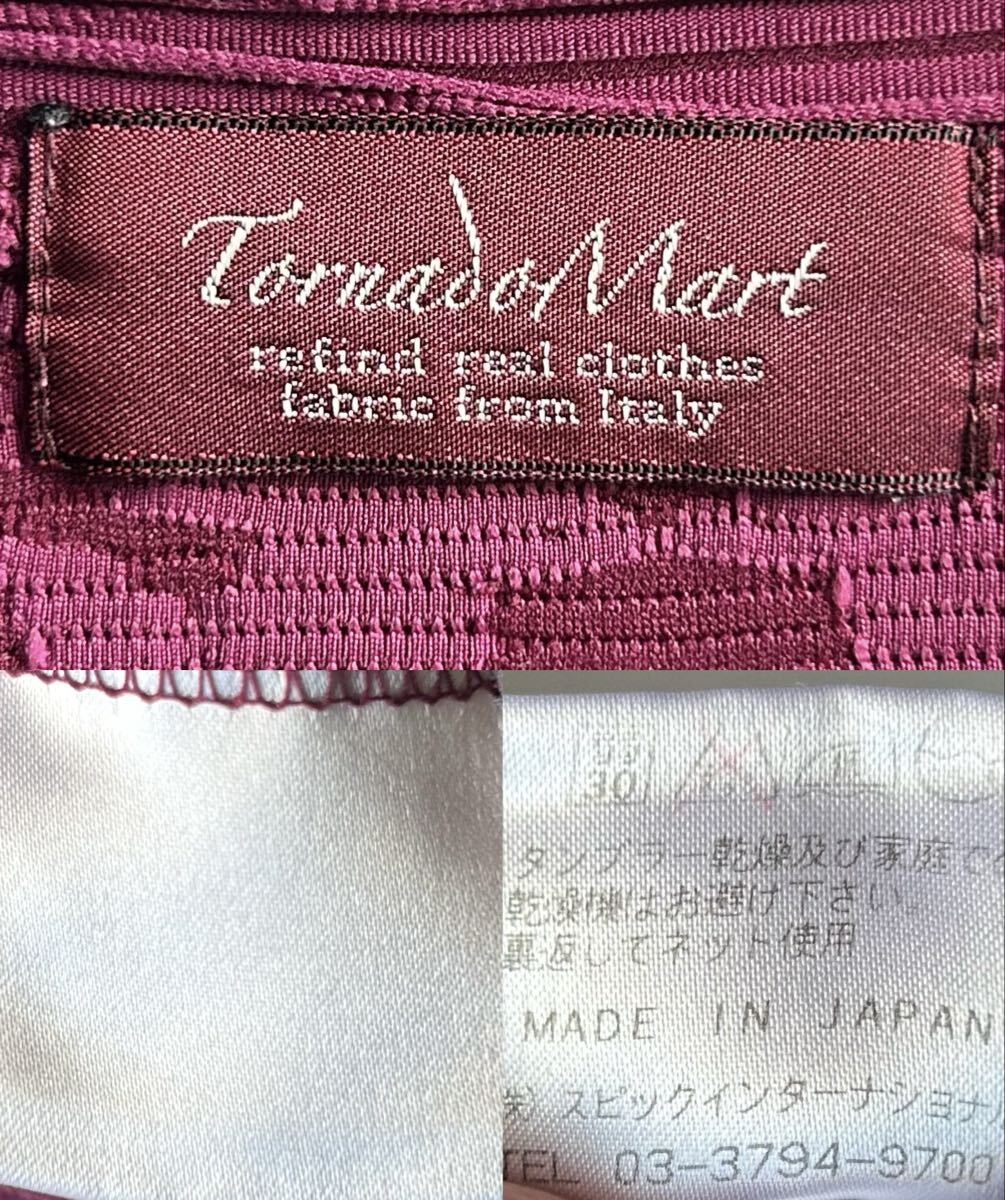 TornadoMart
refind real clothes
fabric from Italy
弱
30
タンブラー乾燥及び家庭で
乾燥機はお避け下さい。
裏返してネット使用
MADE IN JAPAN
㈱スピックインターナショナ
TEL 03-3794-9700